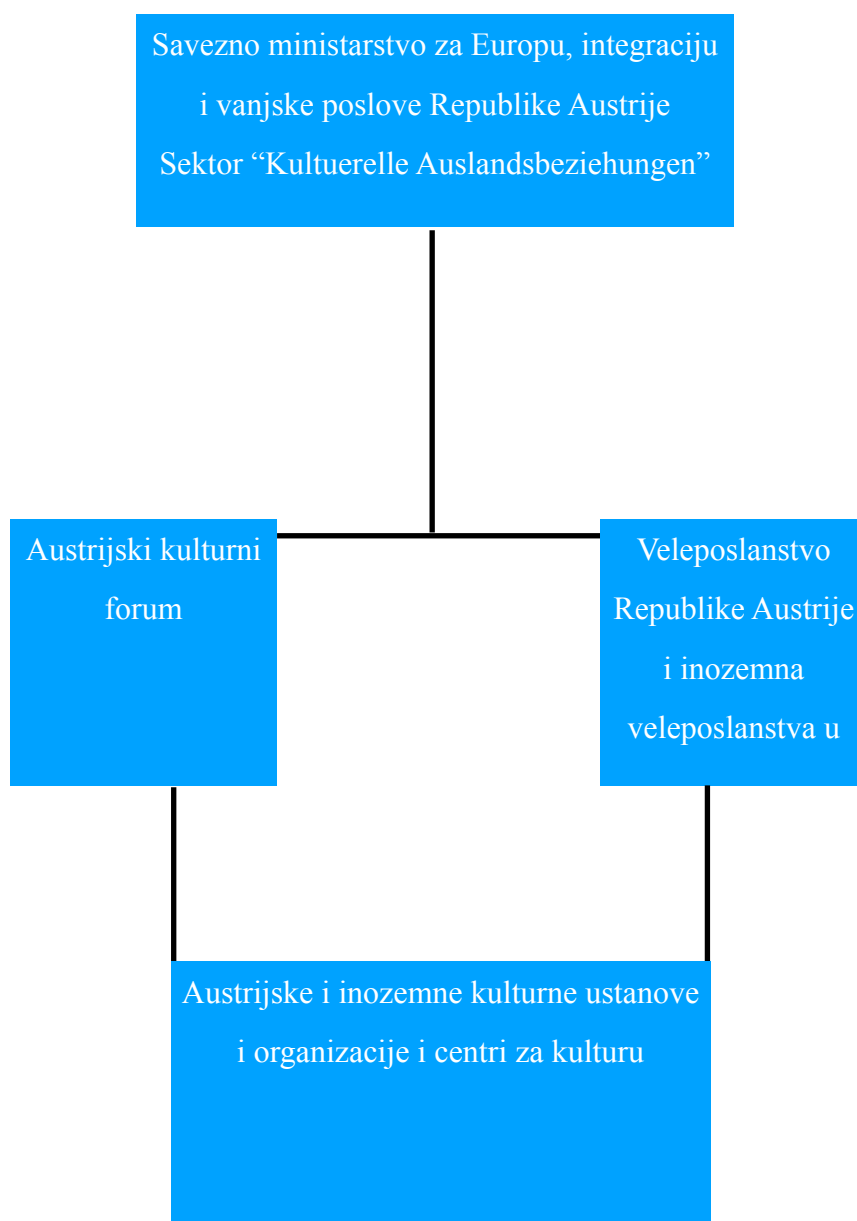 Savezno ministarstvo za Europu, integraciju
i vanjske poslove Republike Austrije
Sektor “Kultuerelle Auslandsbeziehungen”
Austrijski kulturni
forum
Veleposlanstvo
Republike Austrije
i inozemna
veleposlanstva u
Austrijske i inozemne kulturne ustanove
i organizacije i centri za kulturu